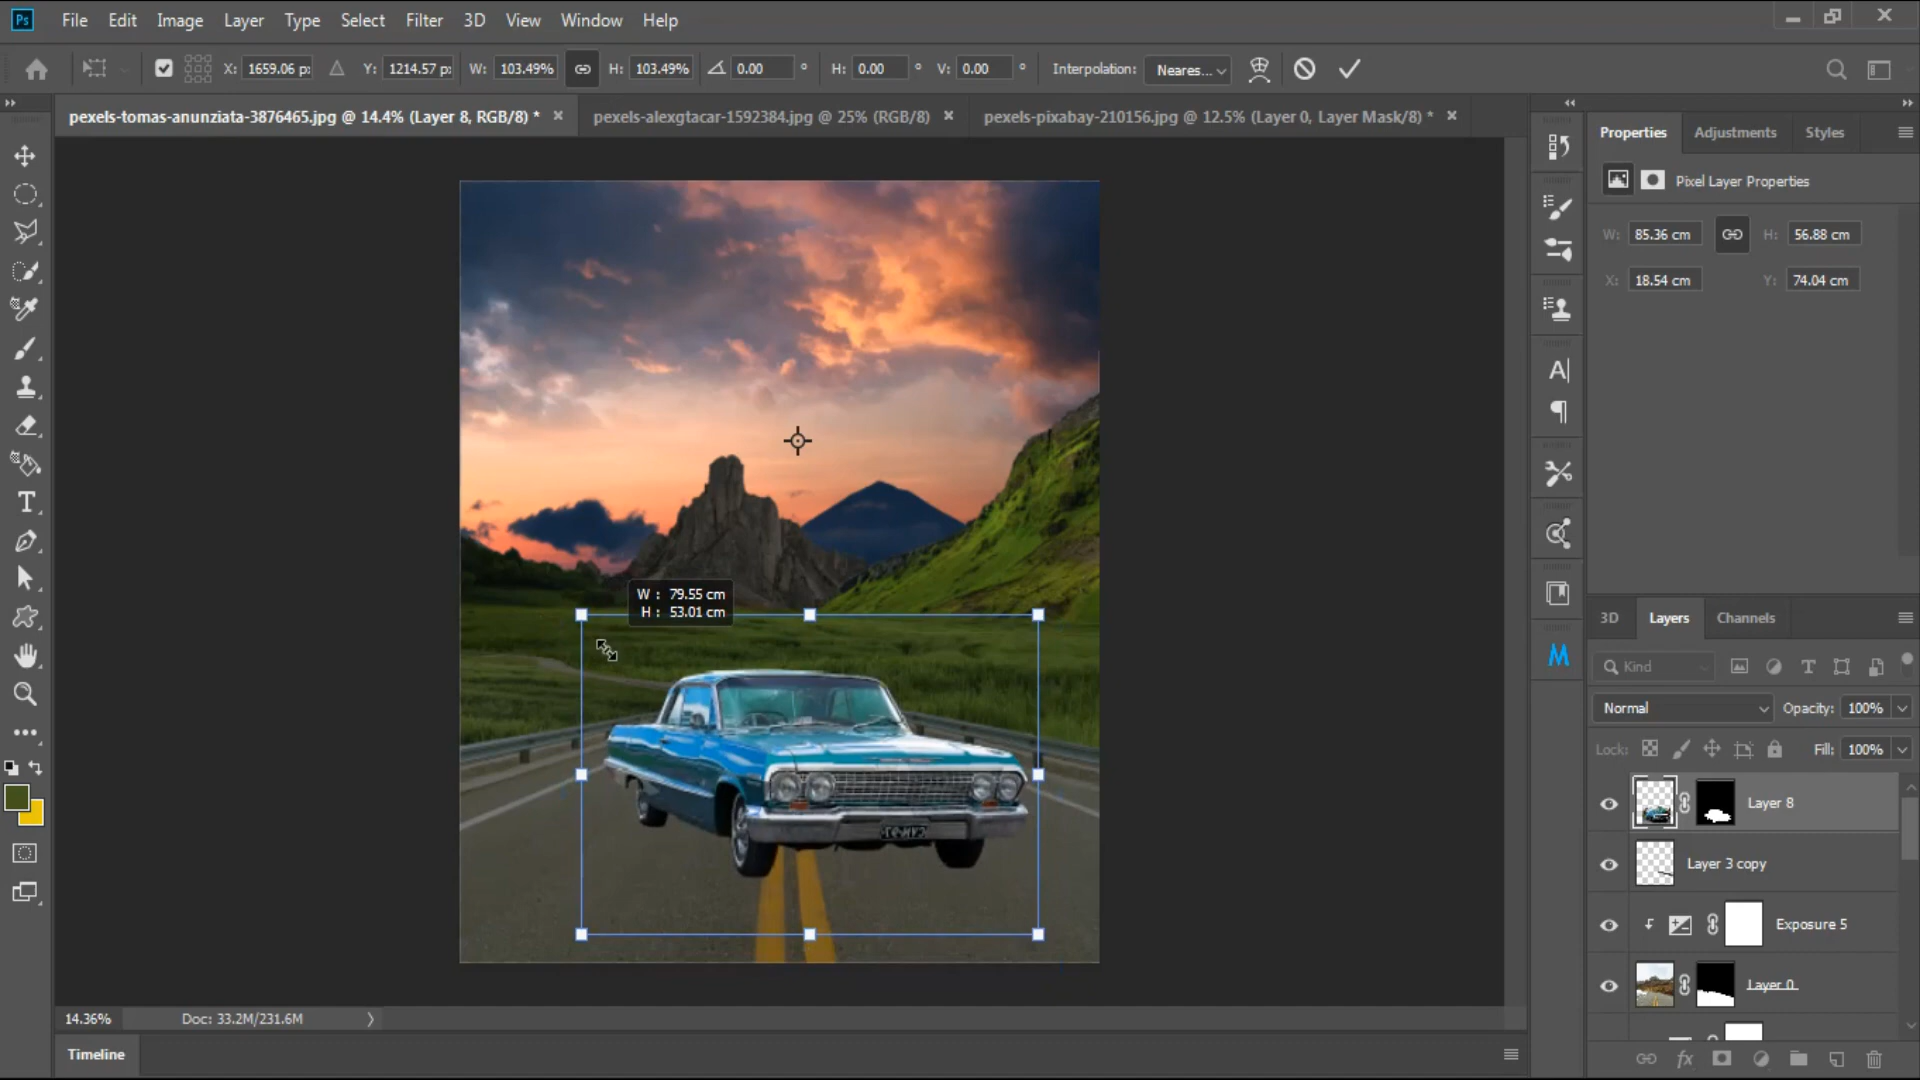 Ps File Edit Image Layer Type Select Filter 3D View Window Help
X: 1659.06 p Y: 1214.57 p W: 103.49% H: 103.49% 0.00 ° H: 0.00 ° V: 0.00 ° Interpolation: Neares...
pexels-tomas-anunziata-3876465.jpg @ 14.4% (Layer 8, RGB/8) * × pexels-alexgtacar-1592384.jpg @ 25% (RGB/8) × pexels-pixabay-210156.jpg @ 12.5% (Layer 0, Layer Mask/8) * ×
Properties Adjustments Styles
Pixel Layer Properties
W: 85.36 cm H: 56.88 cm
X: 18.54 cm Y: 74.04 cm
W : 79.55 cm
H : 53.01 cm
3D Layers Channels
Kind
Normal Opacity: 100%
Lock: Fill: 100%
Layer 8
Layer 3 copy
Exposure 5
Layer 0
14.36% Doc: 33.2M/231.6M
Timeline